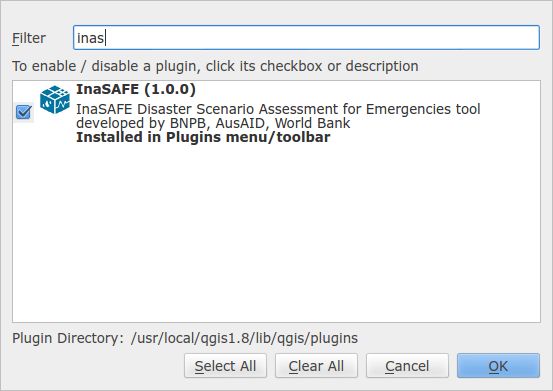 Filter inas
To enable / disable a plugin, click its checkbox or description
InaSAFE (1.0.0)
InaSAFE Disaster Scenario Assessment for Emergencies tool
developed by BNPB, AusAID, World Bank
Installed in Plugins menu/toolbar
Plugin Directory: /usr/local/qgis1.8/lib/qgis/plugins
Select All Clear All Cancel OK